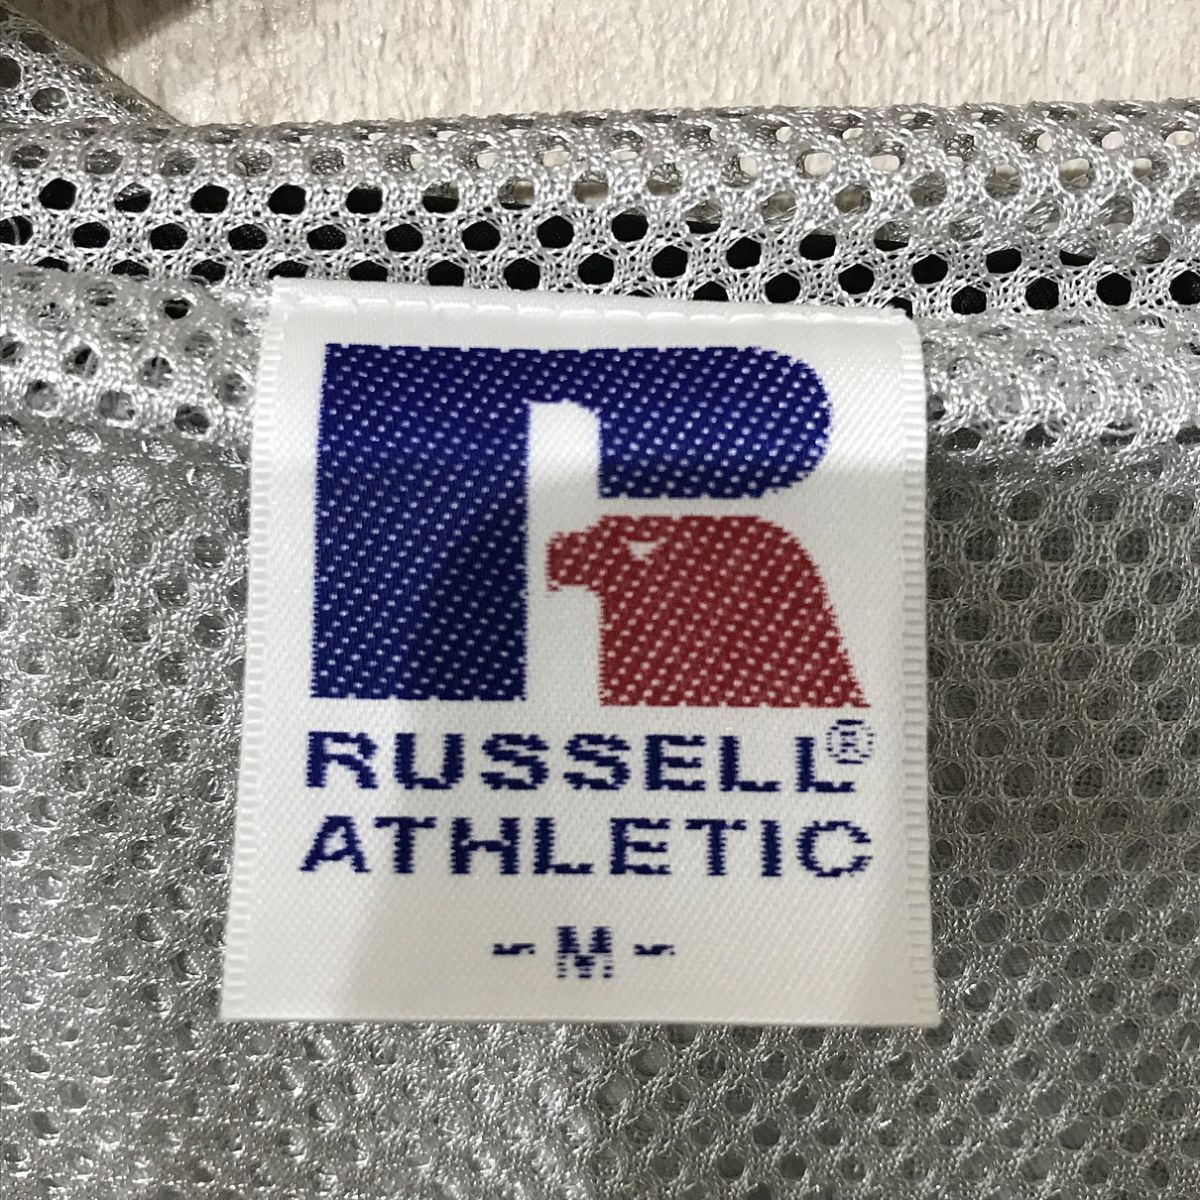 R
RUSSELL®
ATHLETIC
- M -